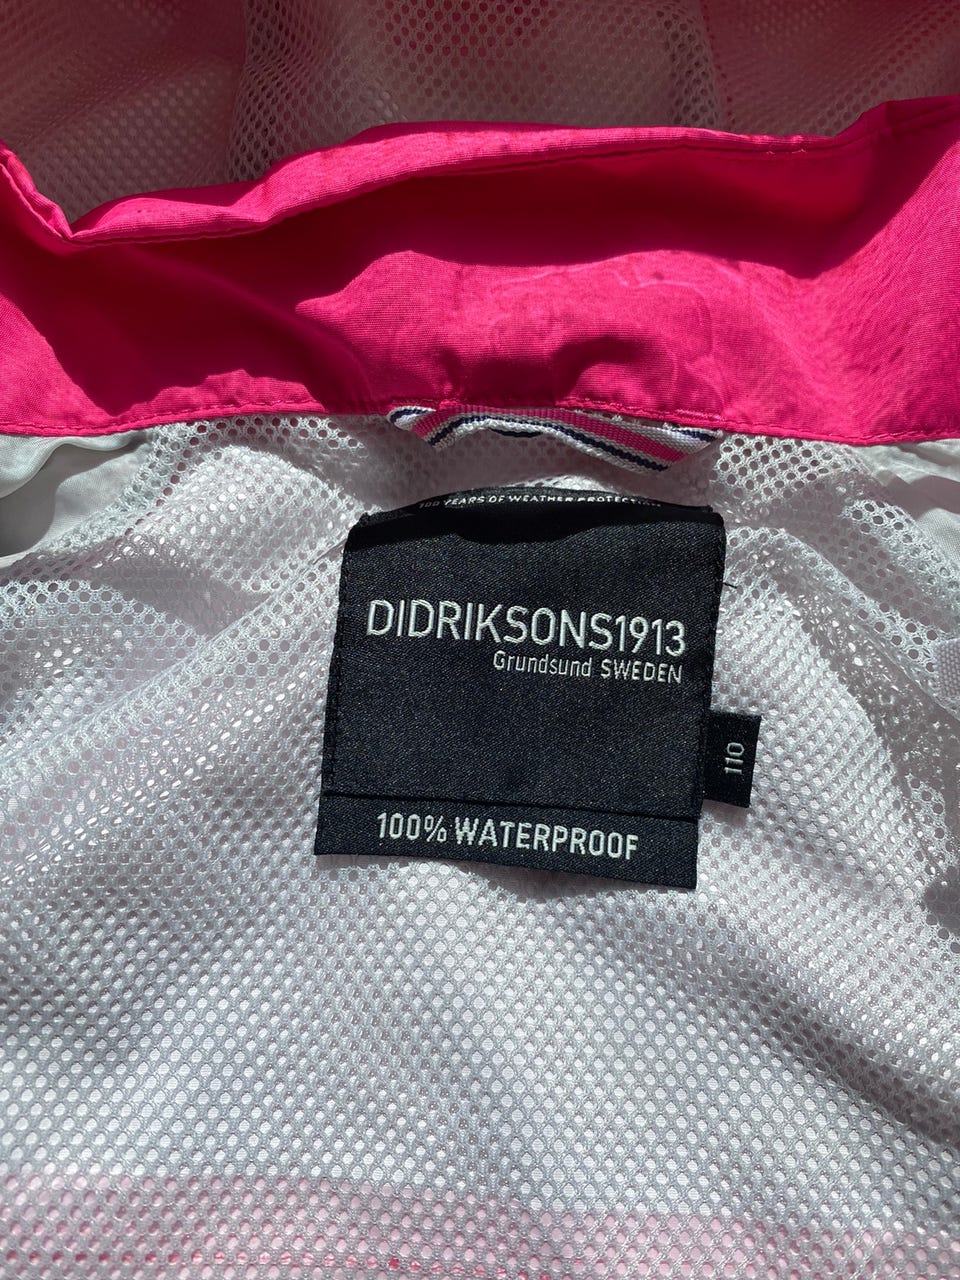 100 YEARS OF WEATHER PROTECTION
DIDRIKSONS1913
Grundsund SWEDEN
110
100% WATERPROOF